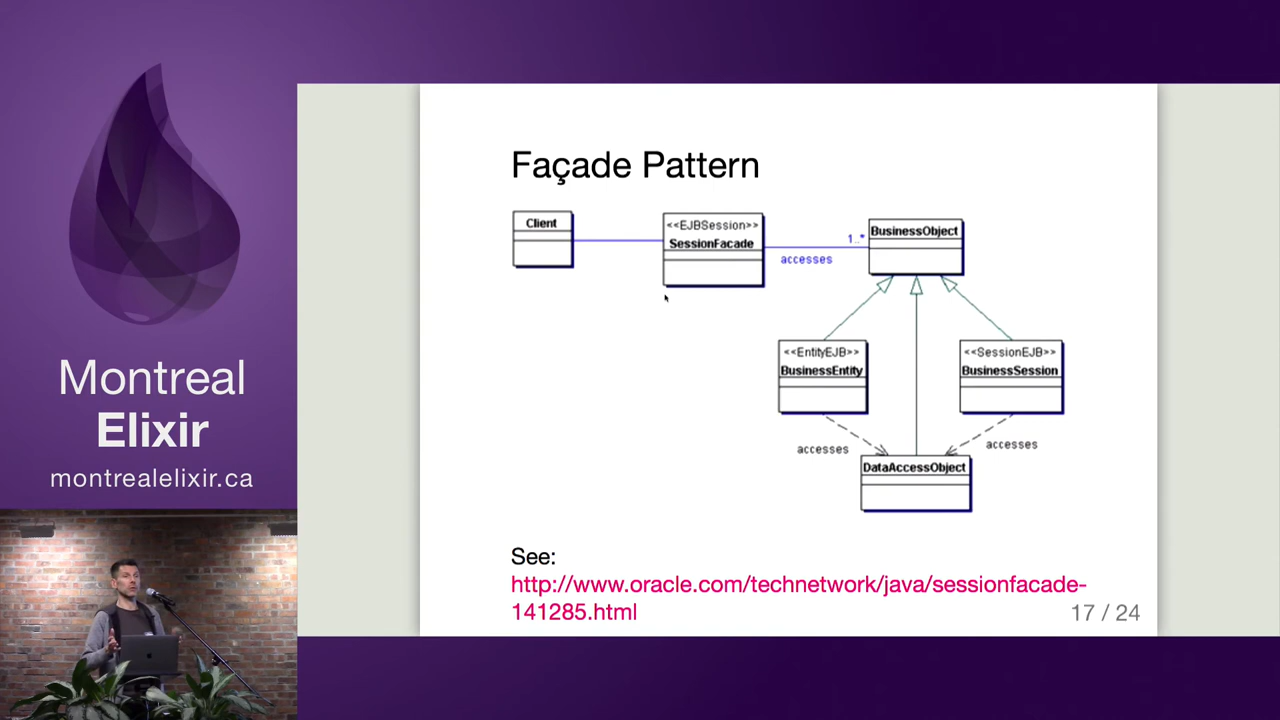 Montreal
Elixir
montrealelixir.ca
Façade Pattern
Client
<<EJBSession>>
SessionFacade
1..*
accesses
BusinessObject
<<EntityEJB>>
BusinessEntity
<<SessionEJB>>
BusinessSession
accesses
accesses
DataAccessObject
See:
http://www.oracle.com/technetwork/java/sessionfacade-
141285.html
17 / 24